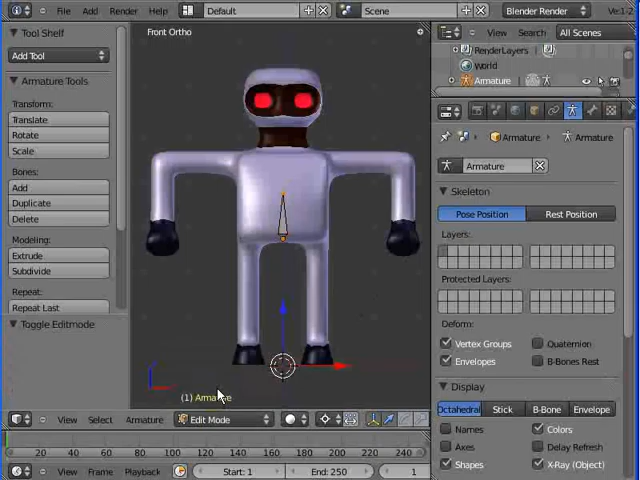 File Add Render Help Default Scene Blender Render Ve:1-2
Tool Shelf
Add Tool
Armature Tools
Transform:
Translate
Rotate
Scale
Bones:
Add
Duplicate
Delete
Modeling:
Extrude
Subdivide
Repeat:
Repeat Last
Toggle Editmode
Front Ortho
(1) Arma
View Select Armature Edit Mode
View Search All Scenes
RenderLayers
World
Armature
Armature Armature
Armature
Skeleton
Pose Position Rest Position
Layers:
Protected Layers:
Deform:
Vertex Groups Quaternion
Envelopes B-Bones Rest
Display
Octahedral Stick B-Bone Envelope
Names Colors
Axes Delay Refresh
Shapes X-Ray (Object)
0 20 40 60 80 100 120 140 160 180 200 220 240
View Frame Playback Start: 1 End: 250 1